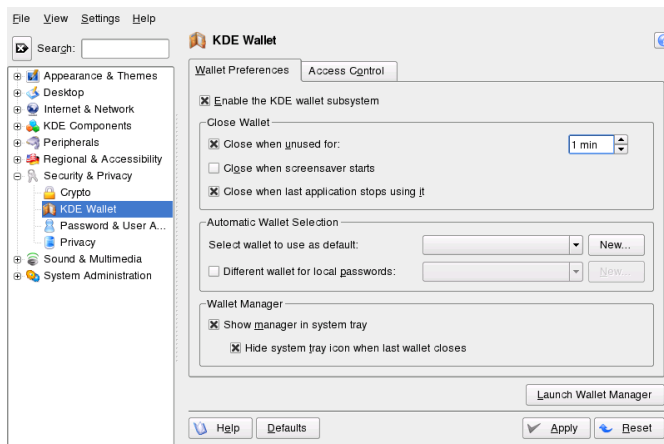 File View Settings Help
Search:
Appearance & Themes
Desktop
Internet & Network
KDE Components
Peripherals
Regional & Accessibility
Security & Privacy
Crypto
KDE Wallet
Password & User A...
Privacy
Sound & Multimedia
System Administration
KDE Wallet
Wallet Preferences Access Control
Enable the KDE wallet subsystem
Close Wallet
Close when unused for: 1 min
Close when screensaver starts
Close when last application stops using it
Automatic Wallet Selection
Select wallet to use as default: New...
Different wallet for local passwords: New...
Wallet Manager
Show manager in system tray
Hide system tray icon when last wallet closes
Launch Wallet Manager
Help Defaults Apply Reset